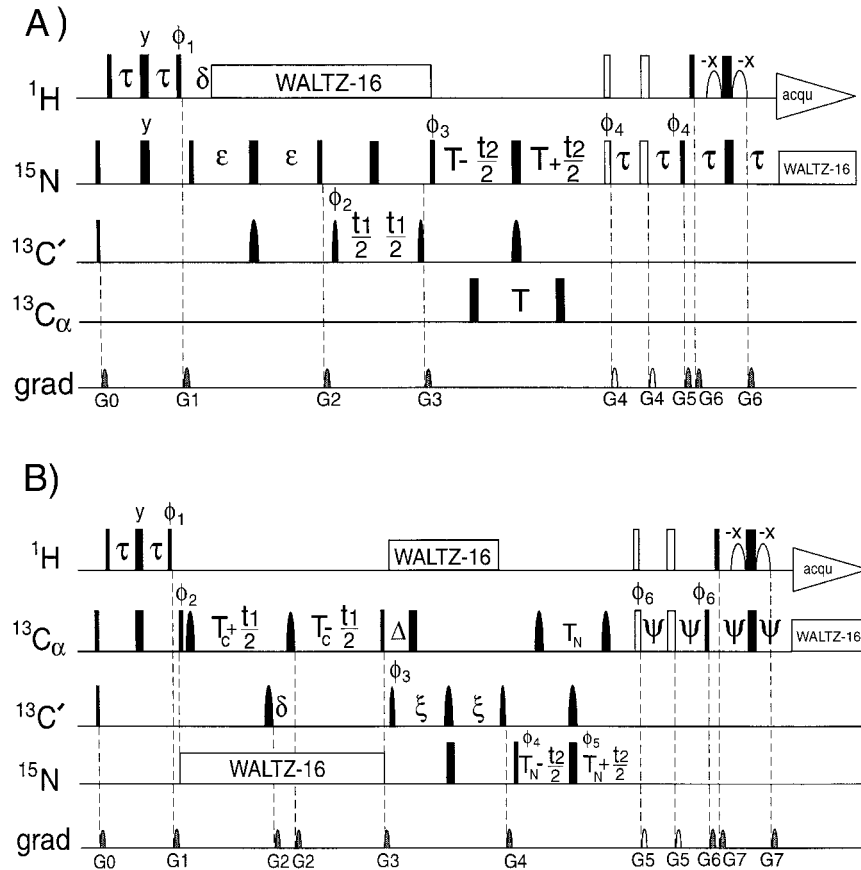 A)
y ϕ1
1H τ τ δ WALTZ-16 -x -x acqu
y ϕ3 ϕ4 ϕ4
15N ε ε T- t2/2 T+ t2/2 τ τ τ τ WALTZ-16
ϕ2
13C′ t1/2 t1/2
13Cα T
grad
G0 G1 G2 G3 G4 G4 G5 G6 G6
B)
y ϕ1
1H τ τ WALTZ-16 -x -x acqu
ϕ2 ϕ6 ϕ6
13Cα Tc+ t1/2 Tc- t1/2 Δ TN ψ ψ ψ ψ WALTZ-16
ϕ3
13C′ δ ξ ξ
ϕ4 ϕ5
15N WALTZ-16 TN- t2/2 TN+ t2/2
grad
G0 G1 G2 G2 G3 G4 G5 G5 G6 G7 G7